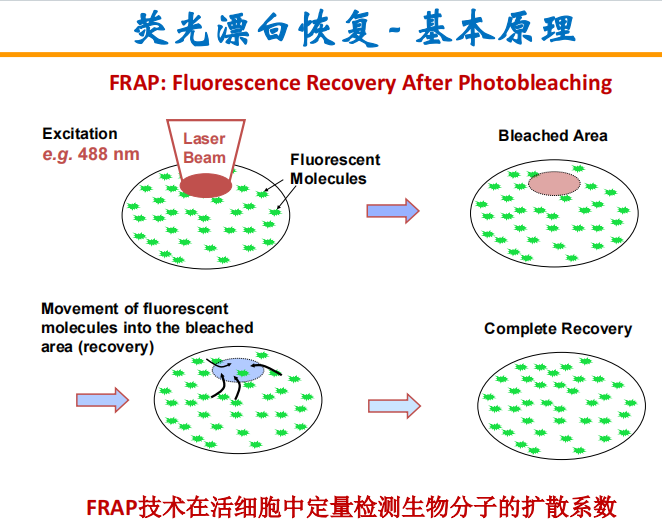 荧光漂白恢复 - 基本原理
FRAP: Fluorescence Recovery After Photobleaching
Excitation
e.g. 488 nm
Laser
Beam
Fluorescent
Molecules
Bleached Area
Movement of fluorescent
molecules into the bleached
area (recovery)
Complete Recovery
FRAP技术在活细胞中定量检测生物分子的扩散系数